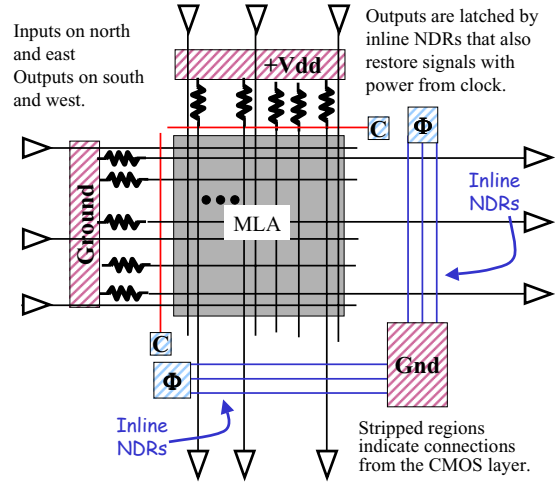 Inputs on north
and east
Outputs on south
and west.
Outputs are latched by
inline NDRs that also
restore signals with
power from clock.
+Vdd
C
Φ
Ground
MLA
Inline
NDRs
C
Φ
Gnd
Inline
NDRs
Stripped regions
indicate connections
from the CMOS layer.